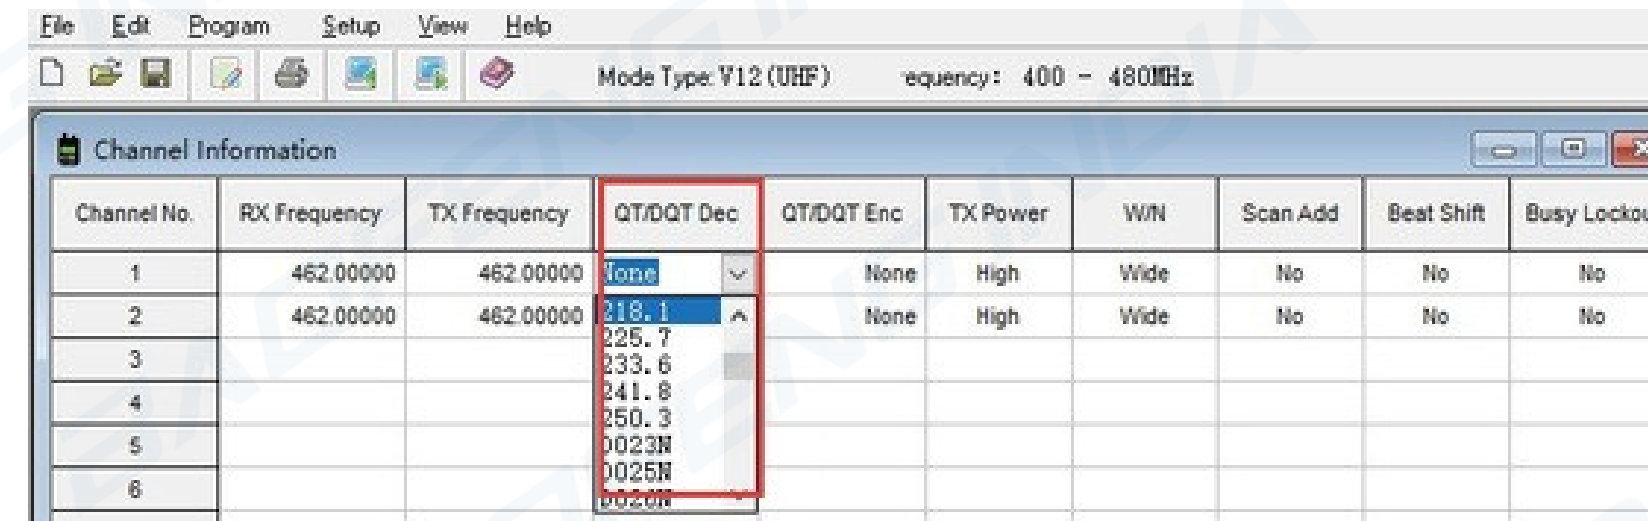 File Edit Program Setup View Help
Mode Type: V12(UHF) equency: 400 - 480MHz
Channel Information
Channel No. RX Frequency TX Frequency QT/DQT Dec QT/DQT Enc TX Power W/N Scan Add Beat Shift Busy Lockou
1 462.00000 462.00000 None None High Wide No No No
2 462.00000 462.00000 218.1 None High Wide No No No
225.7
3 233.6
241.8
4 250.3
5 D023N
D025N
6 D026N